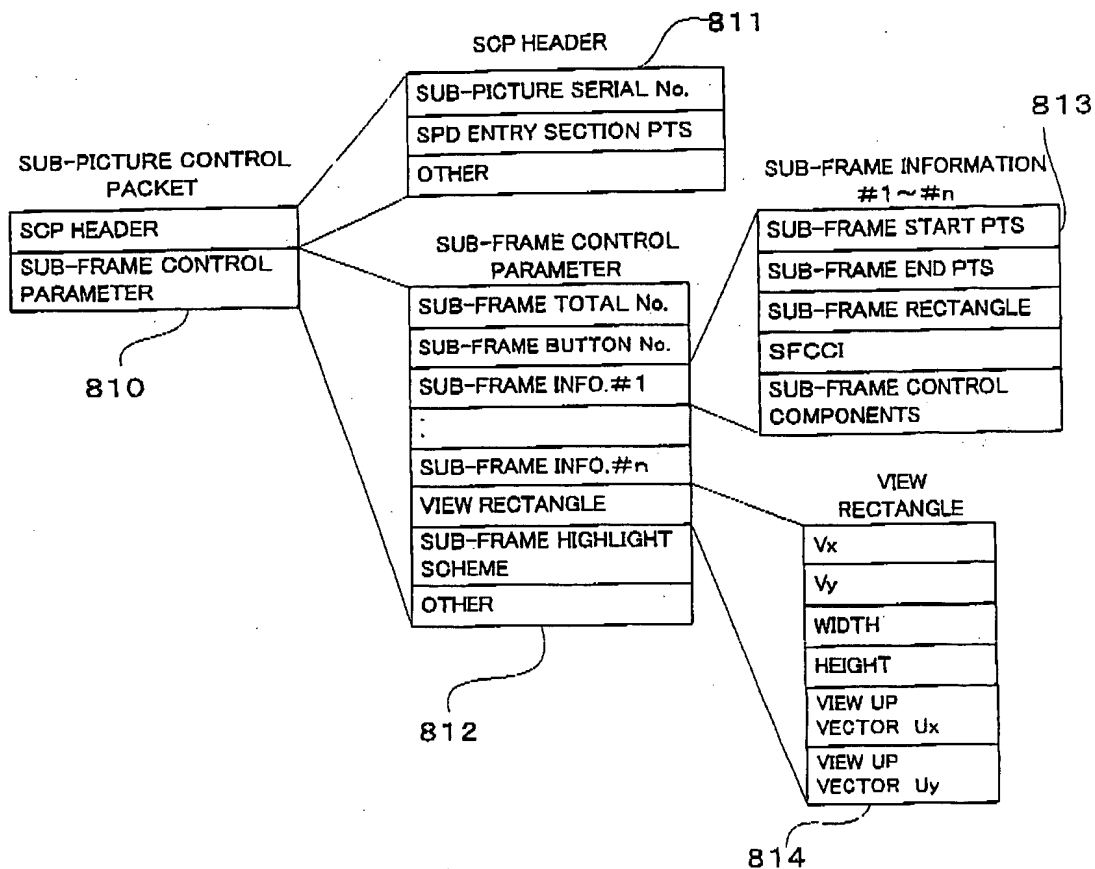 811
SCP HEADER
SUB-PICTURE SERIAL No.
SPD ENTRY SECTION PTS
OTHER
SUB-PICTURE CONTROL
PACKET
SCP HEADER
SUB-FRAME CONTROL
PARAMETER
810
SUB-FRAME CONTROL
PARAMETER
SUB-FRAME TOTAL No.
SUB-FRAME BUTTON No.
SUB-FRAME INFO.#1
:
SUB-FRAME INFO.#n
VIEW RECTANGLE
SUB-FRAME HIGHLIGHT
SCHEME
OTHER
812
813
SUB-FRAME INFORMATION
#1~#n
SUB-FRAME START PTS
SUB-FRAME END PTS
SUB-FRAME RECTANGLE
SFCCI
SUB-FRAME CONTROL
COMPONENTS
VIEW
RECTANGLE
Vx
Vy
WIDTH
HEIGHT
VIEW UP
VECTOR Ux
VIEW UP
VECTOR Uy
814